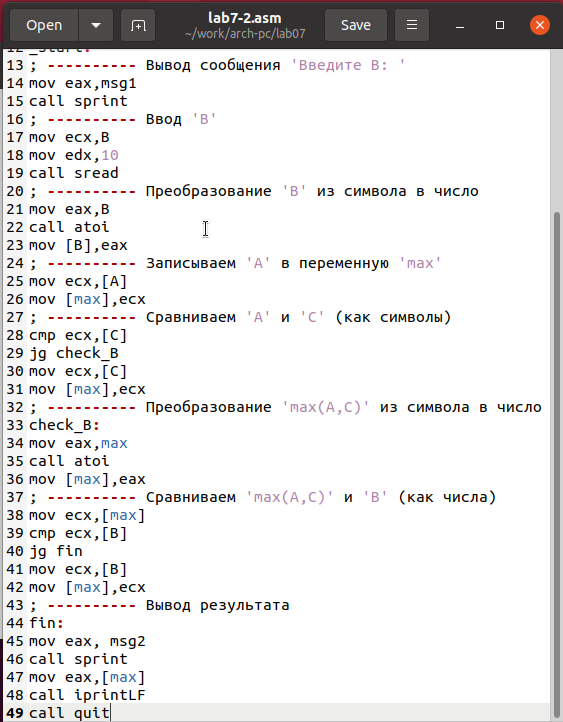 Open
lab7-2.asm
~/work/arch-pc/lab07
Save
12 _start:
13 ; ---------- Вывод сообщения 'Введите B: '
14 mov eax,msg1
15 call sprint
16 ; ---------- Ввод 'B'
17 mov ecx,B
18 mov edx,10
19 call sread
20 ; ---------- Преобразование 'B' из символа в число
21 mov eax,B
22 call atoi
23 mov [B],eax
24 ; ---------- Записываем 'A' в переменную 'max'
25 mov ecx,[A]
26 mov [max],ecx
27 ; ---------- Сравниваем 'A' и 'C' (как символы)
28 cmp ecx,[C]
29 jg check_B
30 mov ecx,[C]
31 mov [max],ecx
32 ; ---------- Преобразование 'max(A,C)' из символа в число
33 check_B:
34 mov eax,max
35 call atoi
36 mov [max],eax
37 ; ---------- Сравниваем 'max(A,C)' и 'B' (как числа)
38 mov ecx,[max]
39 cmp ecx,[B]
40 jg fin
41 mov ecx,[B]
42 mov [max],ecx
43 ; ---------- Вывод результата
44 fin:
45 mov eax, msg2
46 call sprint
47 mov eax,[max]
48 call iprintLF
49 call quit